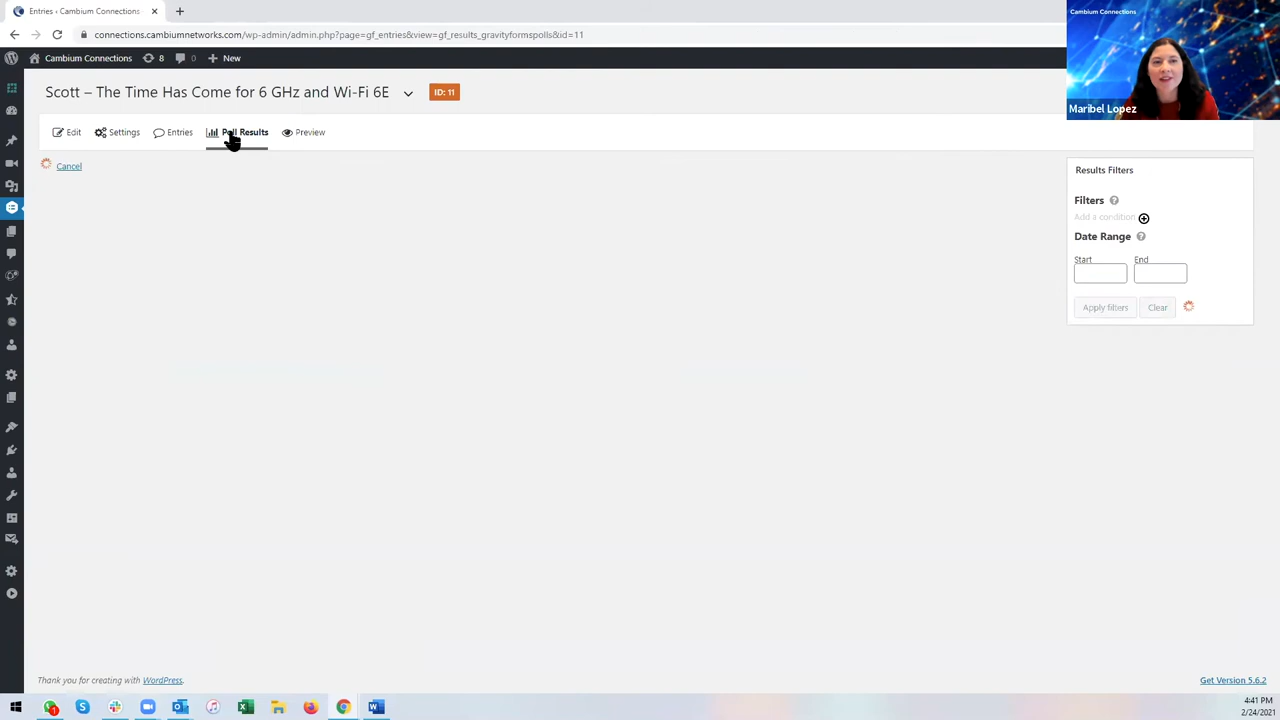 Entries ‹ Cambium Connections
connections.cambiumnetworks.com/wp-admin/admin.php?page=gf_entries&view=gf_results_gravityformspolls&id=11
Cambium Connections
8
0
New
Cambium Connections
Maribel Lopez
Scott – The Time Has Come for 6 GHz and Wi-Fi 6E
ID: 11
Edit
Settings
Entries
Poll Results
Preview
Cancel
Results Filters
Filters
Add a condition
Date Range
Start
End
Apply filters
Clear
Thank you for creating with WordPress.
Get Version 5.6.2
4:41 PM
2/24/2021